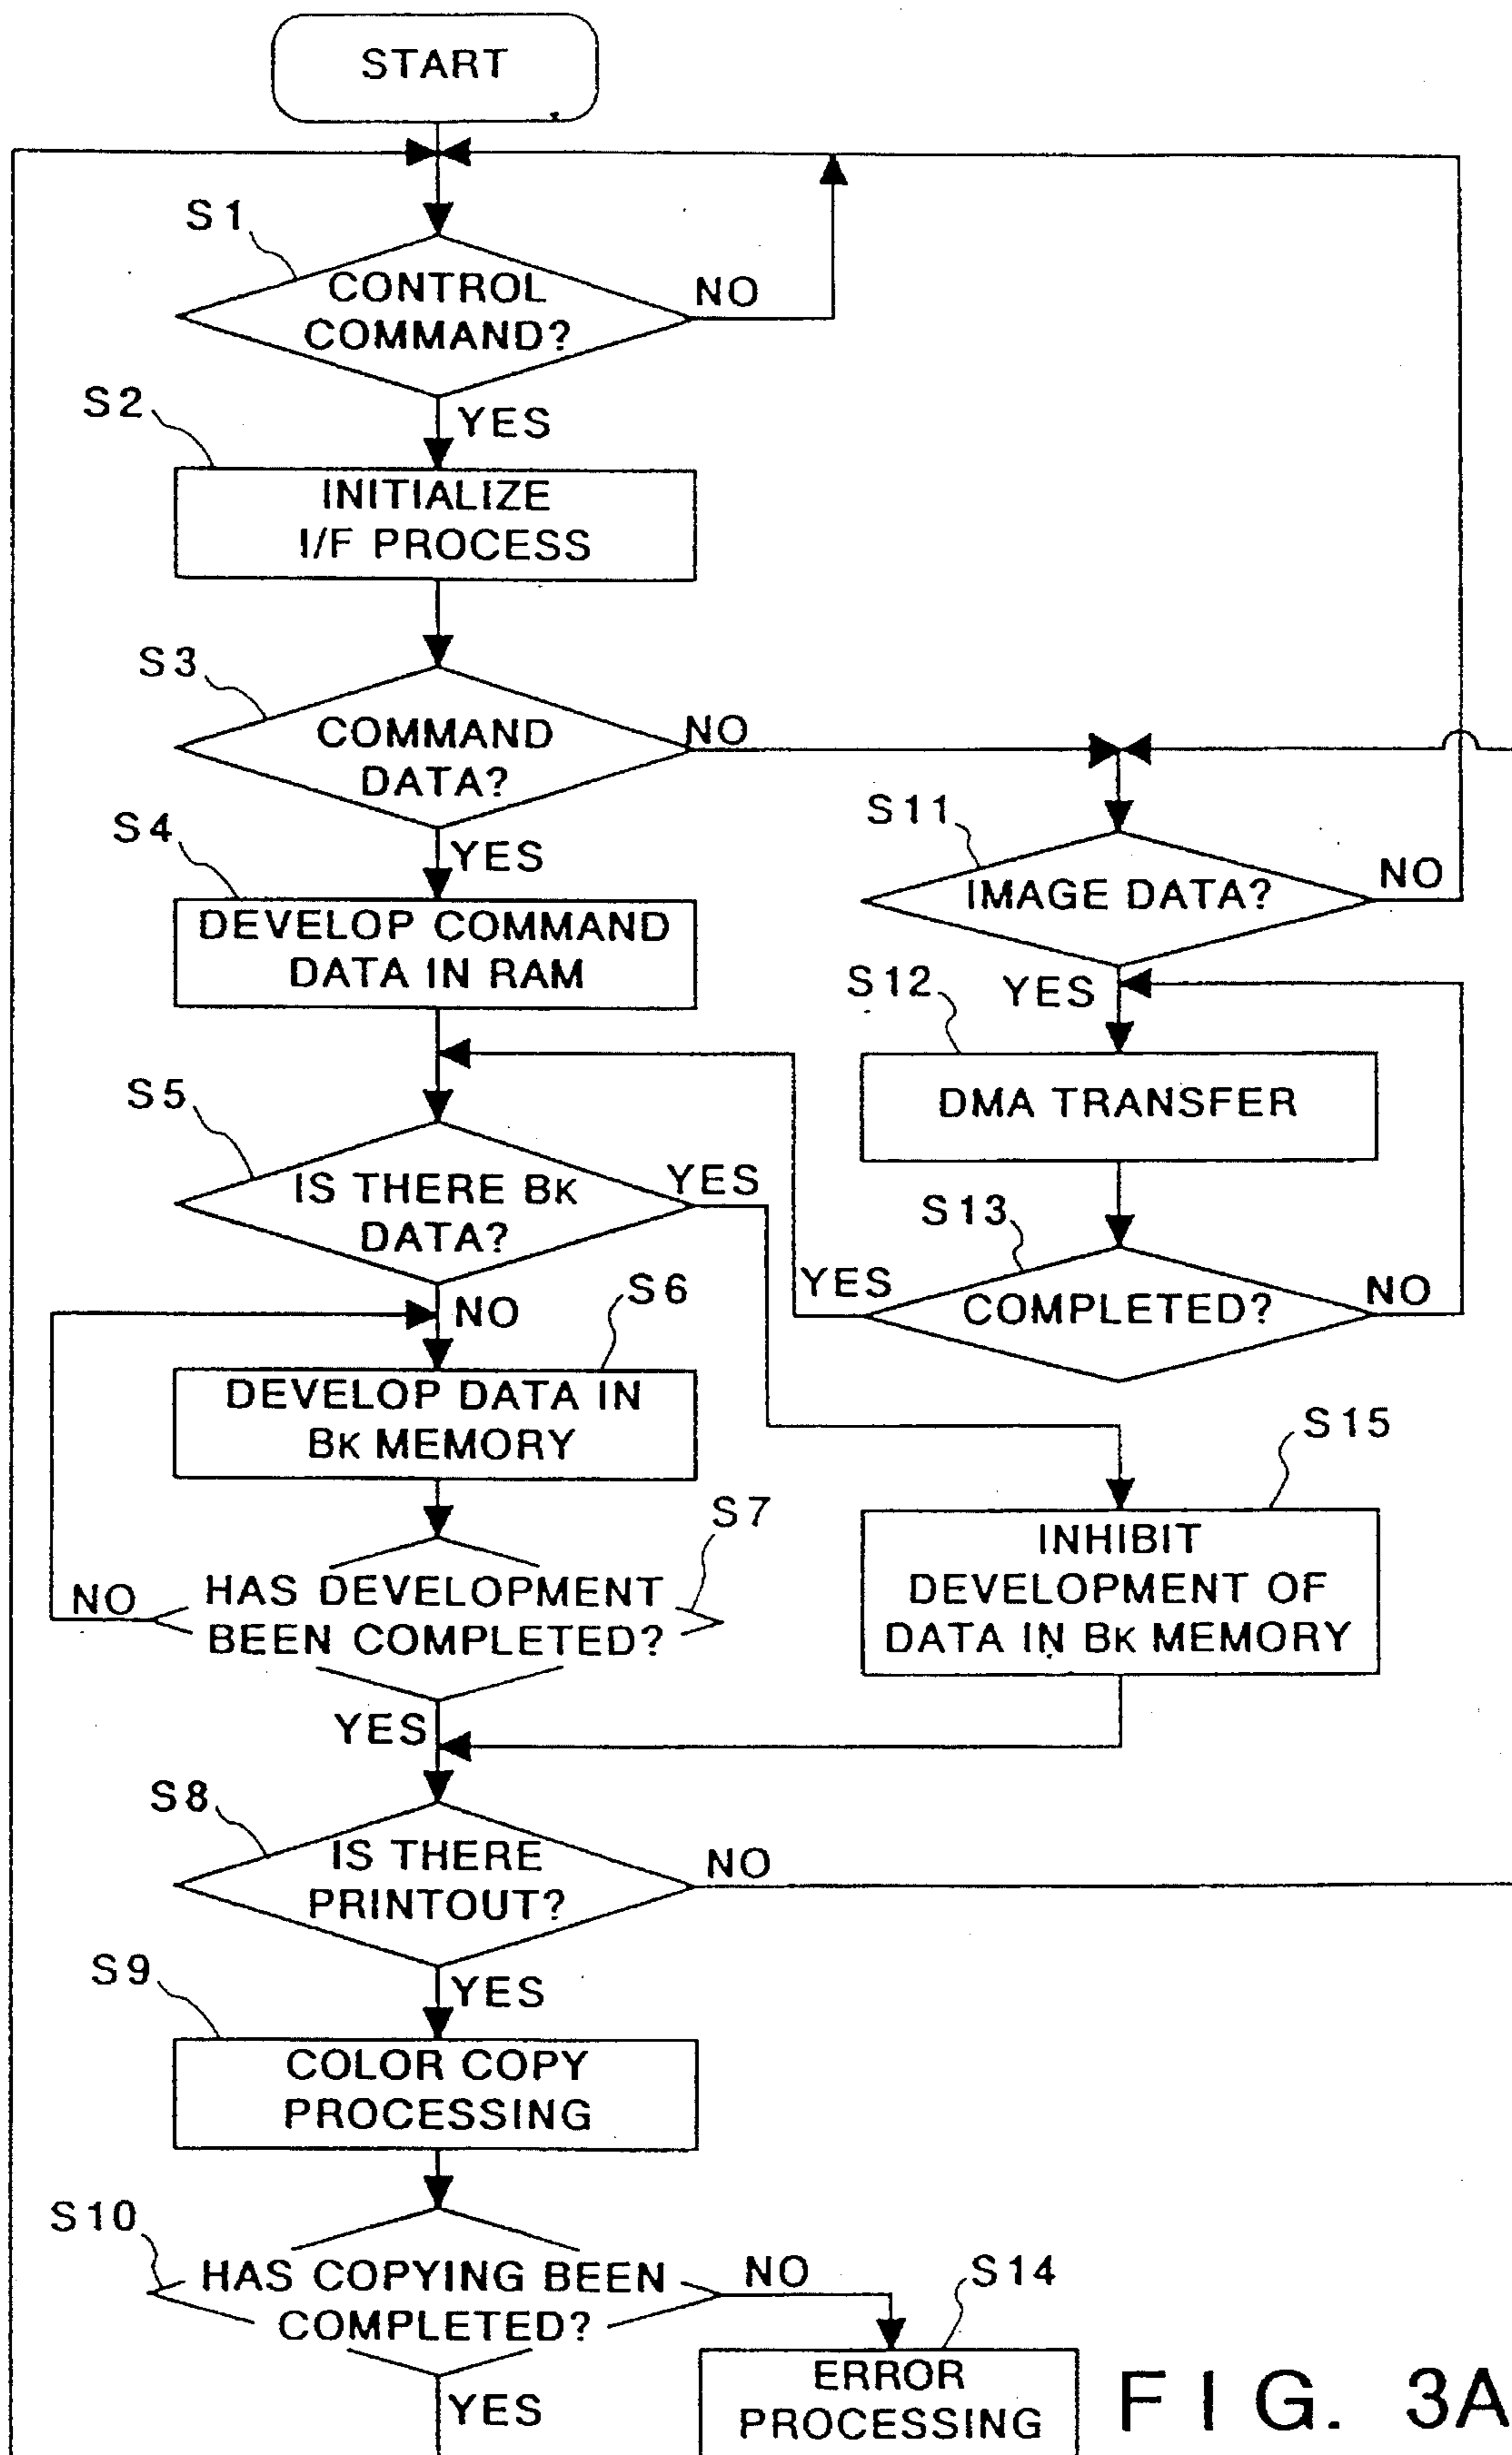 START
S1
CONTROL
COMMAND?
NO
YES
S2
INITIALIZE
I/F PROCESS
S3
COMMAND
DATA?
NO
YES
S4
DEVELOP COMMAND
DATA IN RAM
S11
IMAGE DATA?
NO
YES
S12
DMA TRANSFER
S13
COMPLETED?
YES
NO
S5
IS THERE BK
DATA?
YES
NO
S6
DEVELOP DATA IN
BK MEMORY
S7
HAS DEVELOPMENT
BEEN COMPLETED?
NO
YES
S15
INHIBIT
DEVELOPMENT OF
DATA IN BK MEMORY
S8
IS THERE
PRINTOUT?
NO
YES
S9
COLOR COPY
PROCESSING
S10
HAS COPYING BEEN
COMPLETED?
NO
YES
S14
ERROR
PROCESSING
FIG. 3A